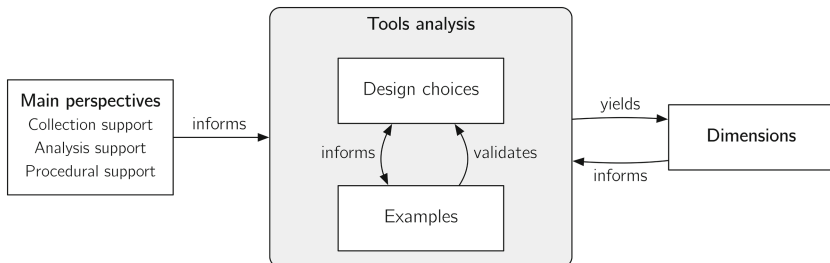 Tools analysis
Main perspectives
Collection support
Analysis support
Procedural support
informs
Design choices
informs
validates
Examples
yields
informs
Dimensions